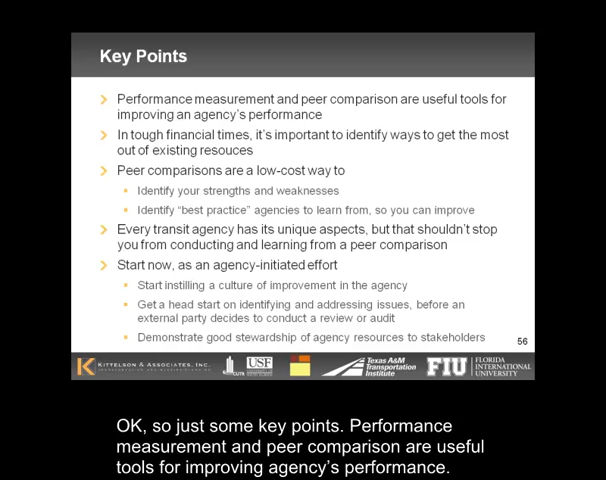 Key Points
Performance measurement and peer comparison are useful tools for
improving an agency's performance
In tough financial times, it's important to identify ways to get the most
out of existing resouces
Peer comparisons are a low-cost way to
Identify your strengths and weaknesses
Identify “best practice” agencies to learn from, so you can improve
Every transit agency has its unique aspects, but that shouldn't stop
you from conducting and learning from a peer comparison
Start now, as an agency-initiated effort
Start instilling a culture of improvement in the agency
Get a head start on identifying and addressing issues, before an
external party decides to conduct a review or audit
Demonstrate good stewardship of agency resources to stakeholders
56
KITTELSON & ASSOCIATES, INC.
CUTR
USF
Texas A&M
Transportation
Institute
FIU
FLORIDA
INTERNATIONAL
UNIVERSITY
OK, so just some key points. Performance
measurement and peer comparison are useful
tools for improving agency's performance.